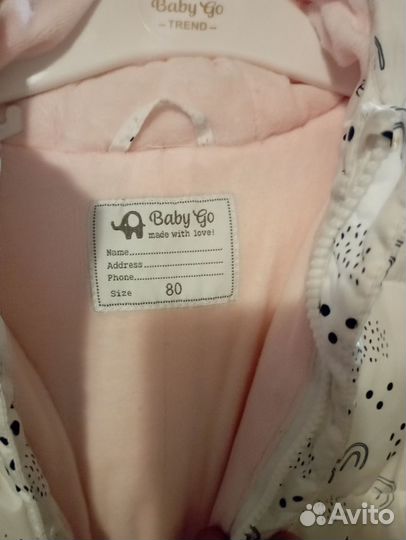 Baby Go
– TREND –
Baby Go
made with love!
Name
Address
Phone
Size 80
Avito